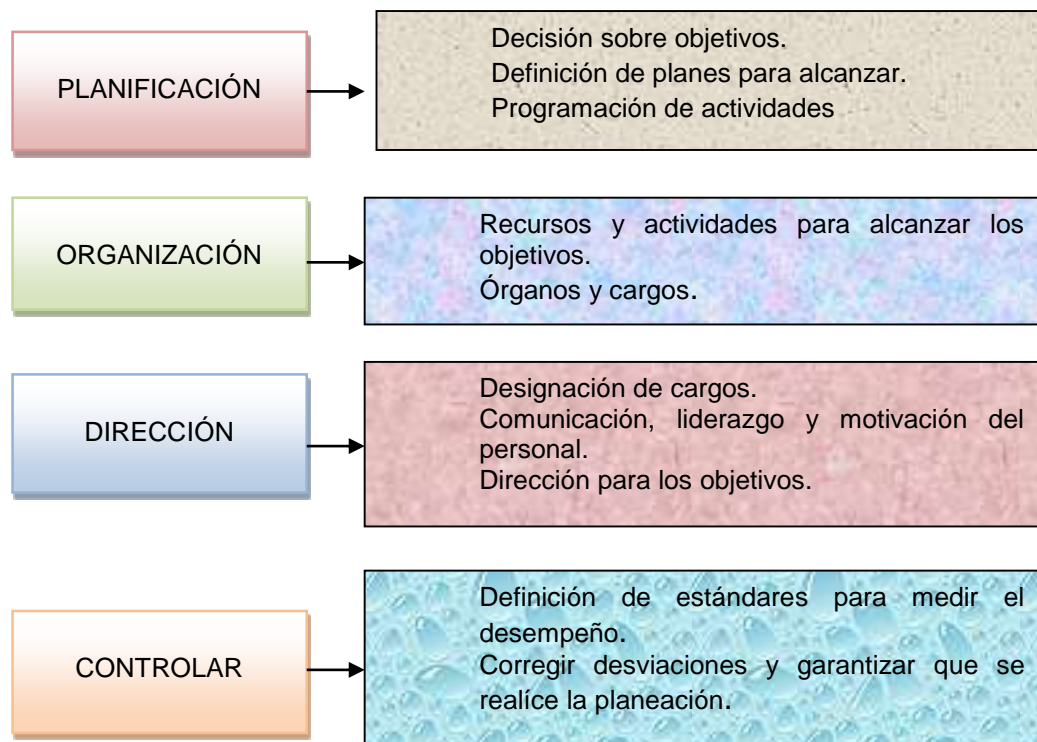 PLANIFICACIÓN
Decisión sobre objetivos.
Definición de planes para alcanzar.
Programación de actividades
ORGANIZACIÓN
Recursos y actividades para alcanzar los
objetivos.
Órganos y cargos.
DIRECCIÓN
Designación de cargos.
Comunicación, liderazgo y motivación del
personal.
Dirección para los objetivos.
CONTROLAR
Definición de estándares para medir el
desempeño.
Corregir desviaciones y garantizar que se
realíce la planeación.